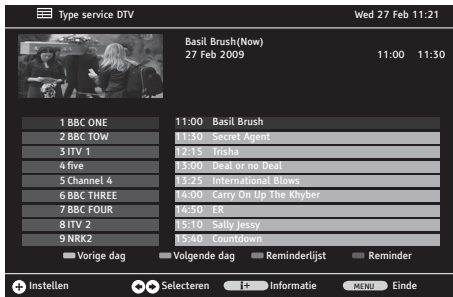 Type service DTV Wed 27 Feb 11:21
Basil Brush(Now)
27 Feb 2009 11:00 11:30
1 BBC ONE 11:00 Basil Brush
2 BBC TOW 11:30 Secret Agent
3 ITV 1 12:15 Trisha
4 five 13:00 Deal or no Deal
5 Channel 4 13:25 International Blows
6 BBC THREE 14:00 Carry On Up The Khyber
7 BBC FOUR 14:50 ER
8 ITV 2 15:10 Sally Jessy
9 NRK2 15:40 Countdown
Vorige dag Volgende dag Reminderlijst Reminder
Instellen Selecteren i+ Informatie MENU Einde